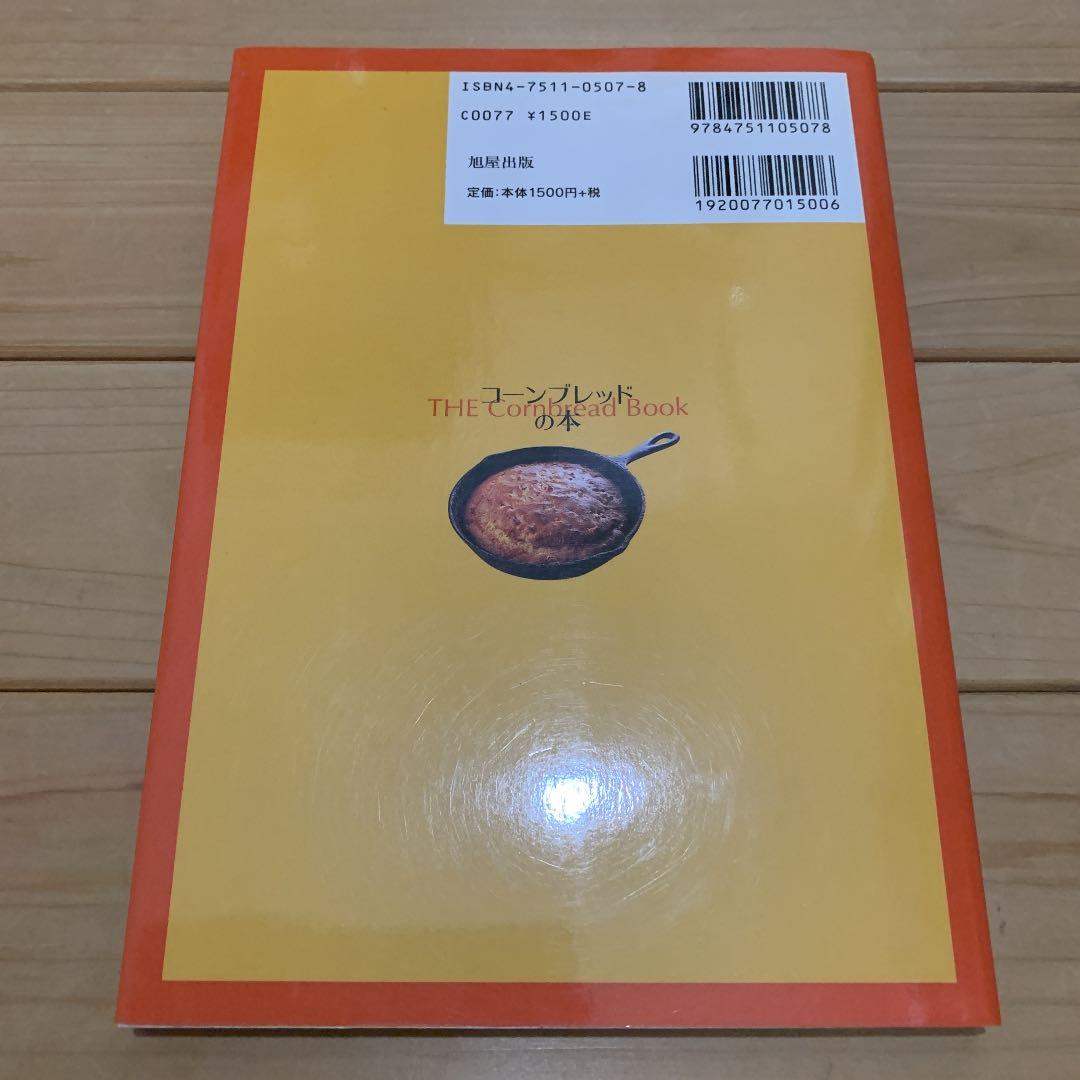 ISBN4-7511-0507-8
C0077 ¥1500E
9784751105078
旭屋出版
定価：本体1500円+税
1920077015006
コーンブレッド
THE Cornbread Book
の本